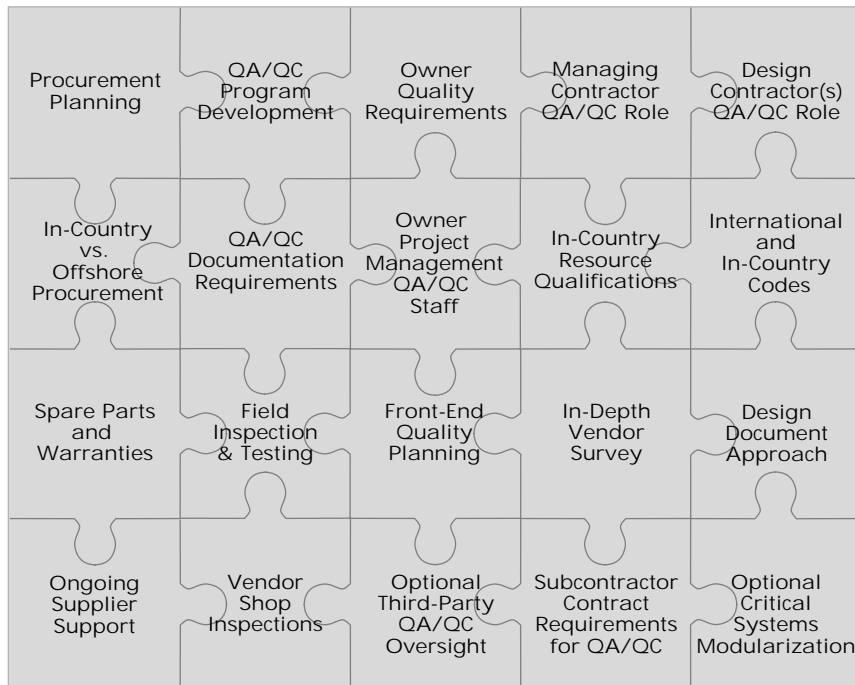 Procurement
Planning
QA/QC
Program
Development
Owner
Quality
Requirements
Managing
Contractor
QA/QC Role
Design
Contractor(s)
QA/QC Role
In-Country
vs.
Offshore
Procurement
QA/QC
Documentation
Requirements
Owner
Project
Management
QA/QC
Staff
In-Country
Resource
Qualifications
International
and
In-Country
Codes
Spare Parts
and
Warranties
Field
Inspection
& Testing
Front-End
Quality
Planning
In-Depth
Vendor
Survey
Design
Document
Approach
Ongoing
Supplier
Support
Vendor
Shop
Inspections
Optional
Third-Party
QA/QC
Oversight
Subcontractor
Contract
Requirements
for QA/QC
Optional
Critical
Systems
Modularization